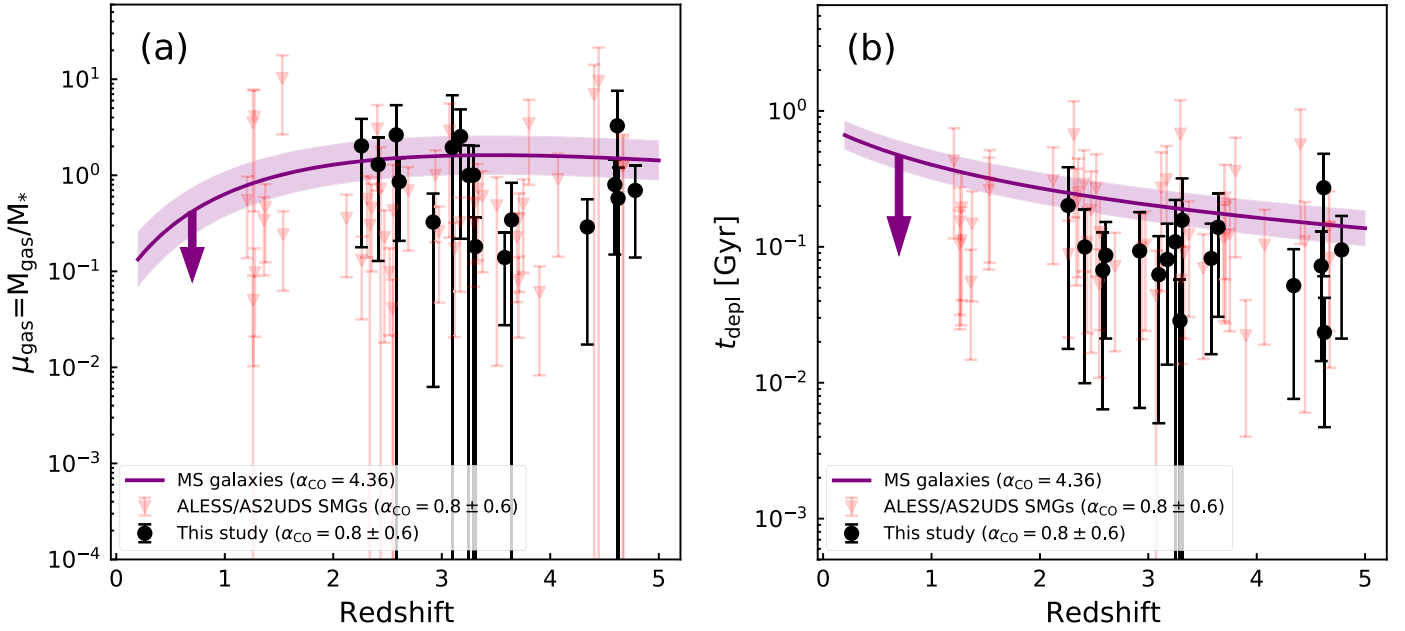 (a)
μgas=Mgas/M*
10¹
10⁰
10⁻¹
10⁻²
10⁻³
10⁻⁴
MS galaxies (αCO = 4.36)
ALESS/AS2UDS SMGs (αCO = 0.8 ± 0.6)
This study (αCO = 0.8 ± 0.6)
0 1 2 3 4 5
Redshift
(b)
tdepl [Gyr]
10⁰
10⁻¹
10⁻²
10⁻³
MS galaxies (αCO = 4.36)
ALESS/AS2UDS SMGs (αCO = 0.8 ± 0.6)
This study (αCO = 0.8 ± 0.6)
0 1 2 3 4 5
Redshift